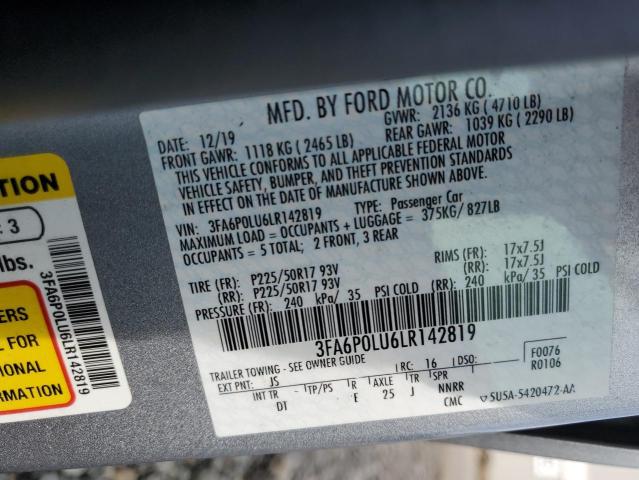 MFD. BY FORD MOTOR CO.
DATE: 12/19
GVWR: 2136 KG ( 4710 LB)
FRONT GAWR: 1118 KG ( 2465 LB)
REAR GAWR: 1039 KG ( 2290 LB)
THIS VEHICLE CONFORMS TO ALL APPLICABLE FEDERAL MOTOR
VEHICLE SAFETY, BUMPER, AND THEFT PREVENTION STANDARDS
IN EFFECT ON THE DATE OF MANUFACTURE SHOWN ABOVE.
VIN: 3FA6P0LU6LR142819
TYPE: Passenger Car
MAXIMUM LOAD = OCCUPANTS + LUGGAGE = 375KG/ 827LB
OCCUPANTS = 5 TOTAL; 2 FRONT, 3 REAR
TIRE (FR): P225/50R17 93V
RIMS (FR): 17x7.5J
(RR): P225/50R17 93V
(RR): 17x7.5J
PRESSURE (FR): 240 kPa/ 35 PSI COLD
(RR): 240 kPa/ 35 PSI COLD
3FA6P0LU6LR142819
TRAILER TOWING - SEE OWNER GUIDE
F0076
R0106
EXT PNT: JS
RC: 16
DSO:
INT TR
TP/PS
R
AXLE
TR
SPR
DT
E
25
J
NNRR
CMC
SU5A-5420472-AA
TION
: 3
lbs.
3FA6P0LU6LR142819
ERS
L FOR
IONAL
RMATION